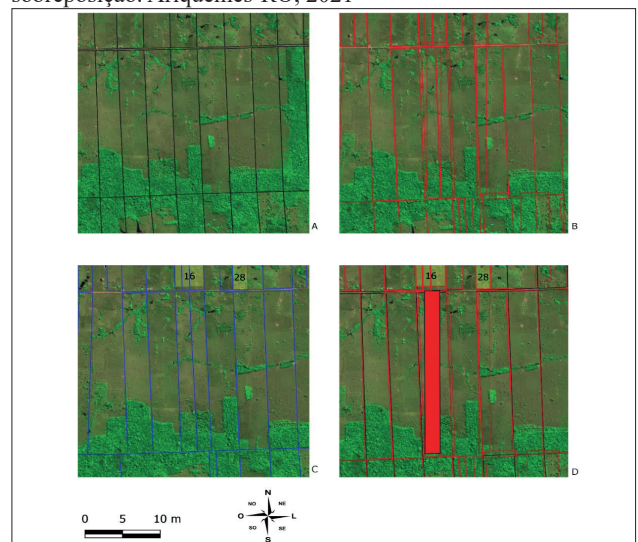 sobreposição. Ariquemes-RO, 2021
A
B
16 28
C
16 28
D
0 5 10 m
N
NO NE
O L
SO SE
S